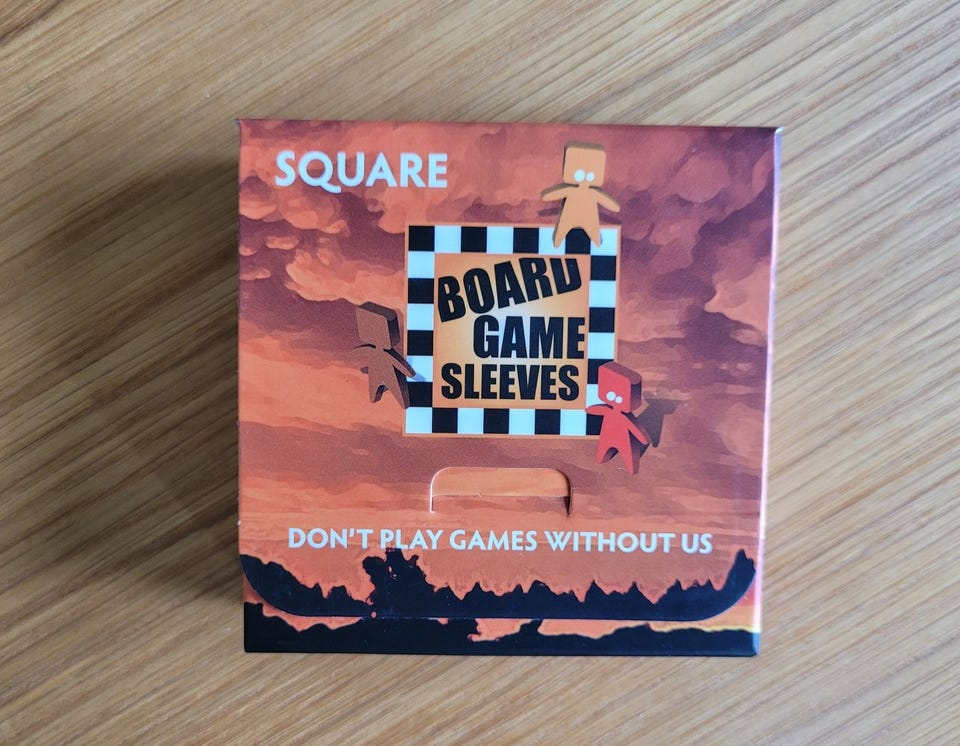 SQUARE
BOARD
GAME
SLEEVES
DON'T PLAY GAMES WITHOUT US